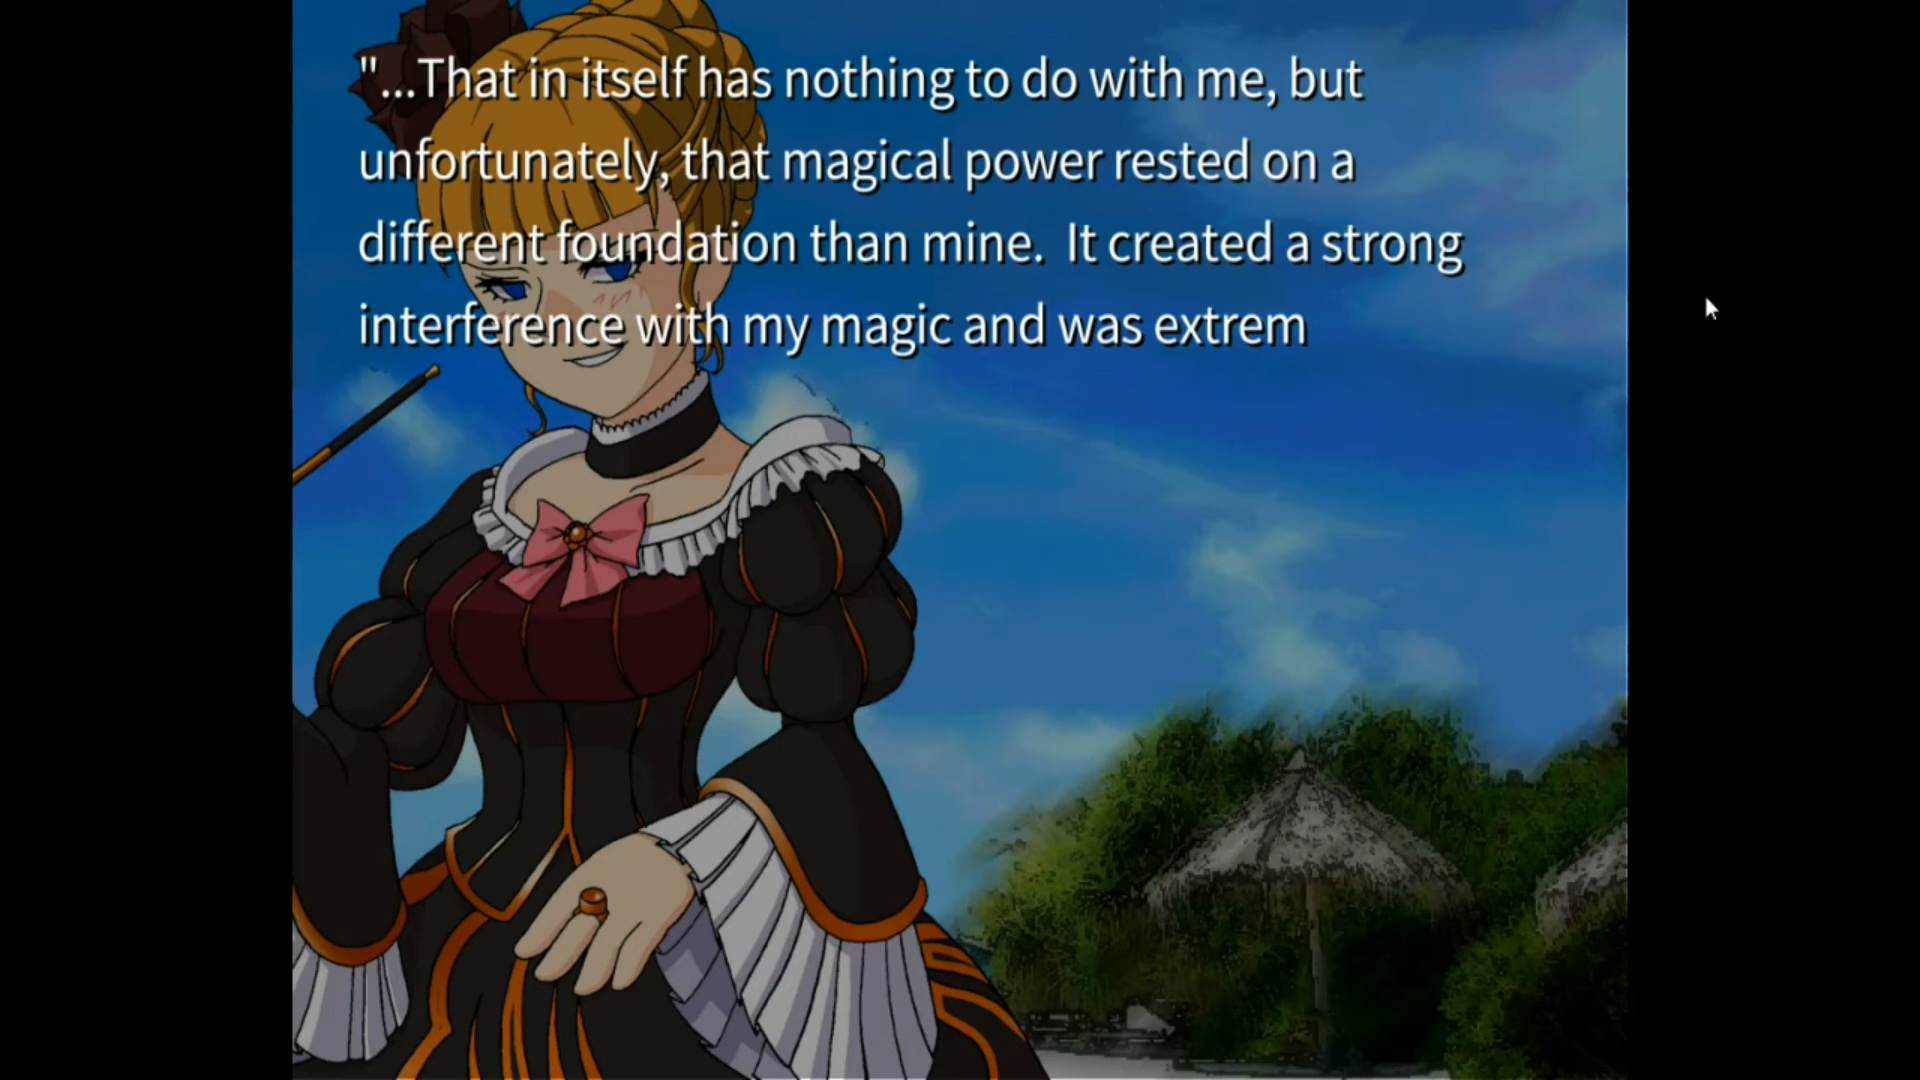 "...That in itself has nothing to do with me, but
unfortunately, that magical power rested on a
different foundation than mine.  It created a strong
interference with my magic and was extrem